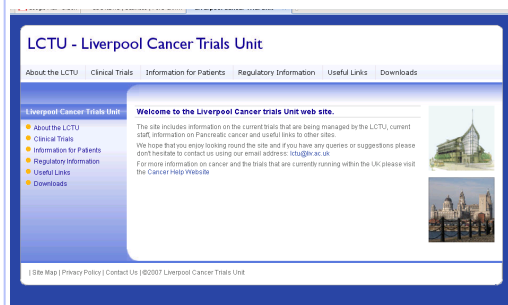 LCTU - Liverpool Cancer Trials Unit
About the LCTU Clinical Trials Information for Patients Regulatory Information Useful Links Downloads
Liverpool Cancer Trials Unit
About the LCTU
Clinical Trials
Information for Patients
Regulatory Information
Useful Links
Downloads
Welcome to the Liverpool Cancer trials Unit web site.
The site includes information on the current trials that are being managed by the LCTU, current
staff, information on Pancreatic cancer and useful links to other sites.
We hope that you enjoy looking round the site and if you have any queries or suggestions please
don't hesitate to contact us using our email address: lctu@liv.ac.uk
For more information on cancer and the trials that are currently running within the UK please visit
the Cancer Help Website
| Site Map | Privacy Policy | Contact Us | ©2007 Liverpool Cancer Trials Unit